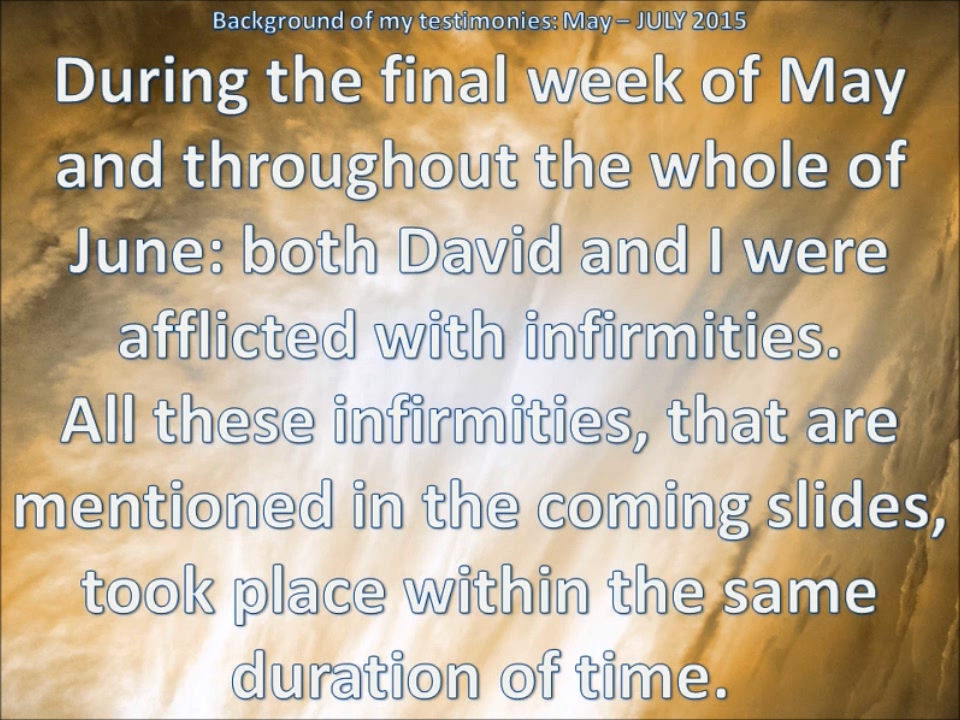 Background of my testimonies: May – JULY 2015
During the final week of May
and throughout the whole of
June: both David and I were
afflicted with infirmities.
All these infirmities, that are
mentioned in the coming slides,
took place within the same
duration of time.